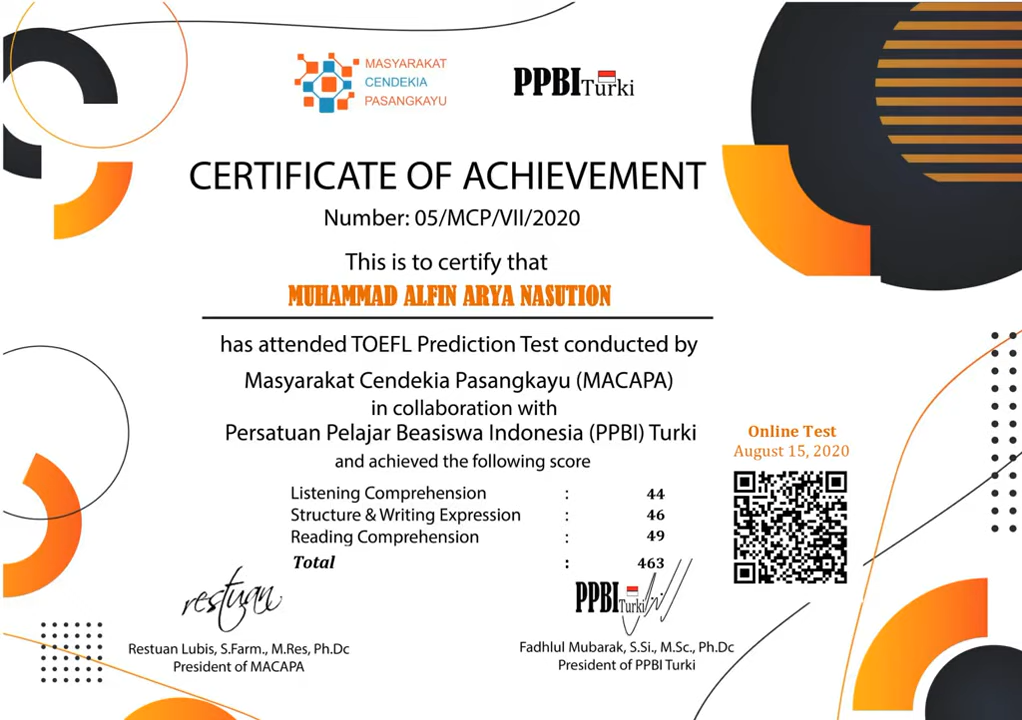 MASYARAKAT
CENDEKIA
PASANGKAYU
PPBI Turki
CERTIFICATE OF ACHIEVEMENT
Number: 05/MCP/VII/2020
This is to certify that
MUHAMMAD ALFIN ARYA NASUTION
has attended TOEFL Prediction Test conducted by
Masyarakat Cendekia Pasangkayu (MACAPA)
in collaboration with
Persatuan Pelajar Beasiswa Indonesia (PPBI) Turki
and achieved the following score
Online Test
August 15, 2020
Listening Comprehension : 44
Structure & Writing Expression : 46
Reading Comprehension : 49
Total : 463
restuan
PPBI Turki
Restuan Lubis, S.Farm., M.Res, Ph.Dc
President of MACAPA
Fadhlul Mubarak, S.Si., M.Sc., Ph.Dc
President of PPBI Turki